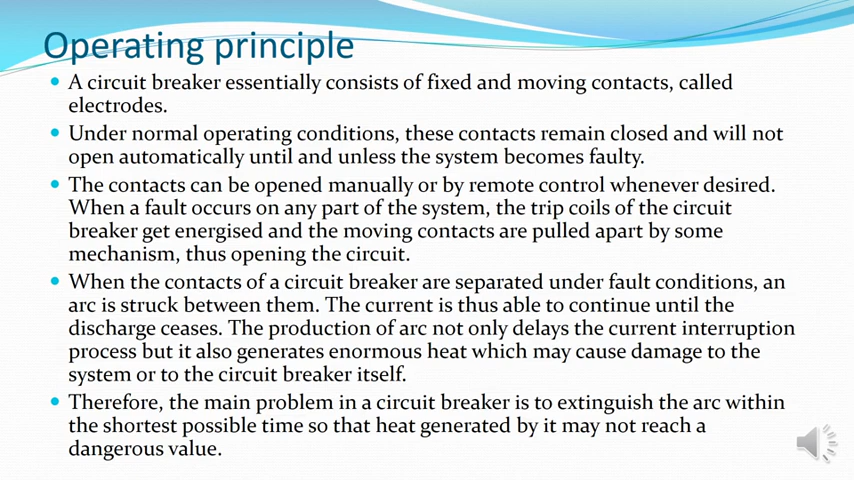 Operating principle
• A circuit breaker essentially consists of fixed and moving contacts, called
electrodes.
• Under normal operating conditions, these contacts remain closed and will not
open automatically until and unless the system becomes faulty.
• The contacts can be opened manually or by remote control whenever desired.
When a fault occurs on any part of the system, the trip coils of the circuit
breaker get energised and the moving contacts are pulled apart by some
mechanism, thus opening the circuit.
• When the contacts of a circuit breaker are separated under fault conditions, an
arc is struck between them. The current is thus able to continue until the
discharge ceases. The production of arc not only delays the current interruption
process but it also generates enormous heat which may cause damage to the
system or to the circuit breaker itself.
• Therefore, the main problem in a circuit breaker is to extinguish the arc within
the shortest possible time so that heat generated by it may not reach a
dangerous value.